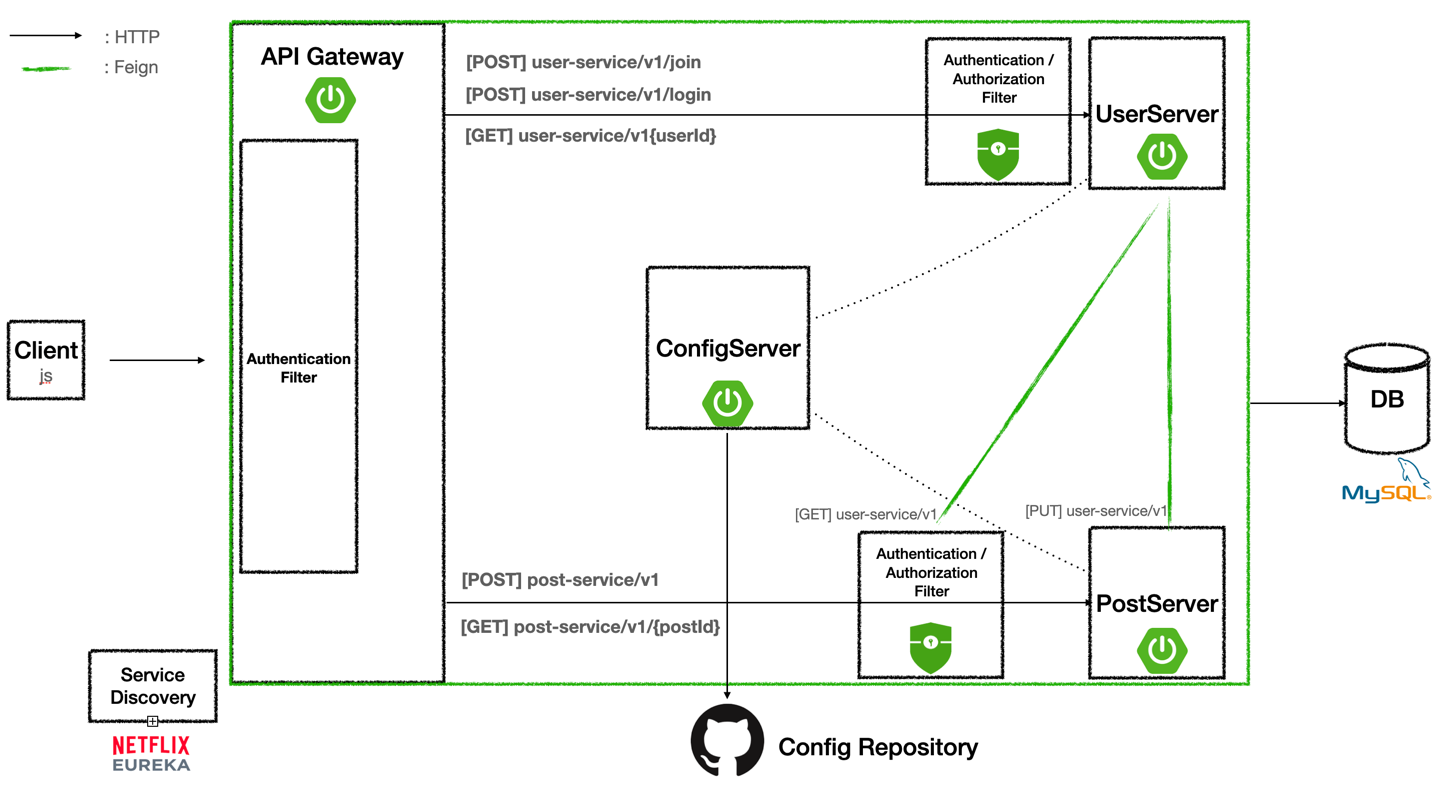 : HTTP
: Feign
API Gateway
Authentication
Filter
Client
js
[POST] user-service/v1/join
[POST] user-service/v1/login
[GET] user-service/v1{userId}
Authentication /
Authorization
Filter
UserServer
ConfigServer
DB
MySQL®
[GET] user-service/v1
[PUT] user-service/v1
Authentication /
Authorization
Filter
PostServer
[POST] post-service/v1
[GET] post-service/v1/{postId}
Service
Discovery
NETFLIX
EUREKA
Config Repository